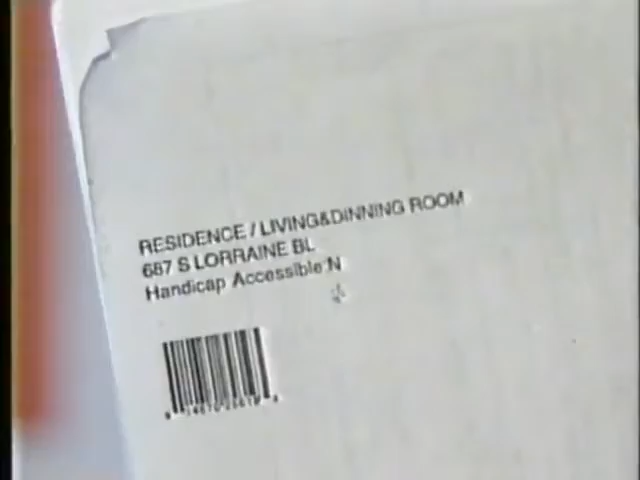 RESIDENCE / LIVING&DINNING ROOM
687 S LORRAINE BL
Handicap Accessible:N